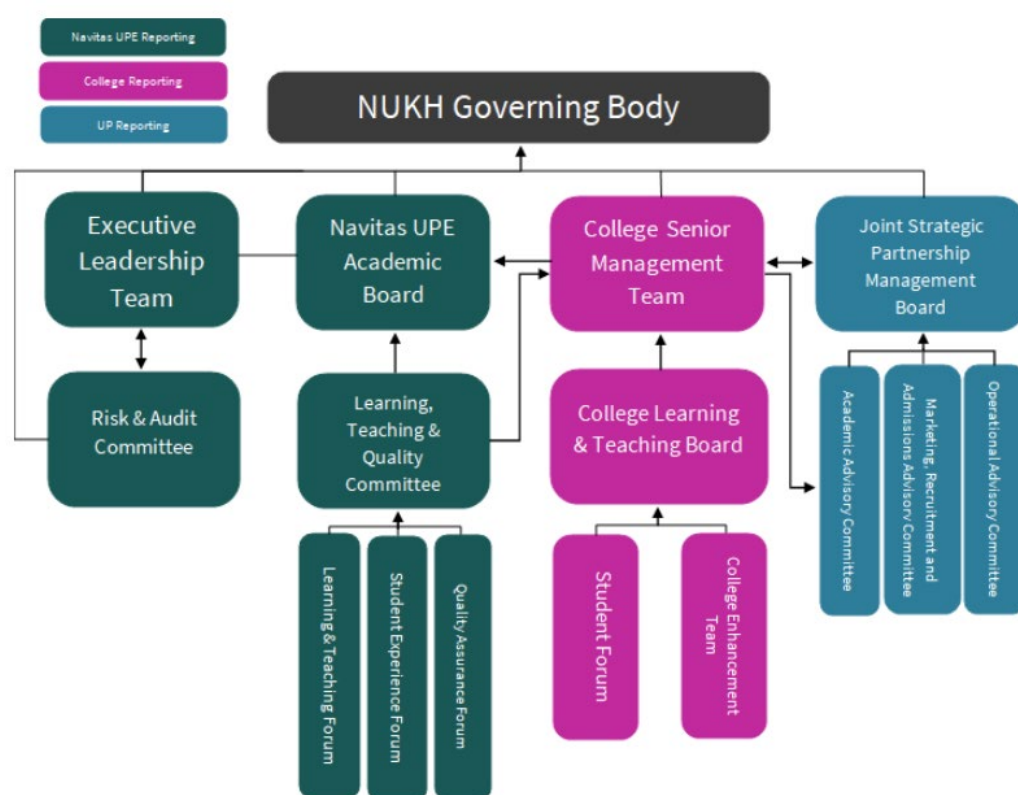 Navitas UPE Reporting
College Reporting
UP Reporting
NUKH Governing Body
Executive
Leadership
Team
Navitas UPE
Academic
Board
College Senior
Management
Team
Joint Strategic
Partnership
Management
Board
Risk & Audit
Committee
Learning,
Teaching &
Quality
Committee
College Learning
& Teaching Board
Academic Advisory Committee
Marketing, Recruitment and
Admissions Advisory Committee
Operational Advisory Committee
Learning & Teaching Forum
Student Experience Forum
Quality Assurance Forum
Student Forum
College Enhancement
Team